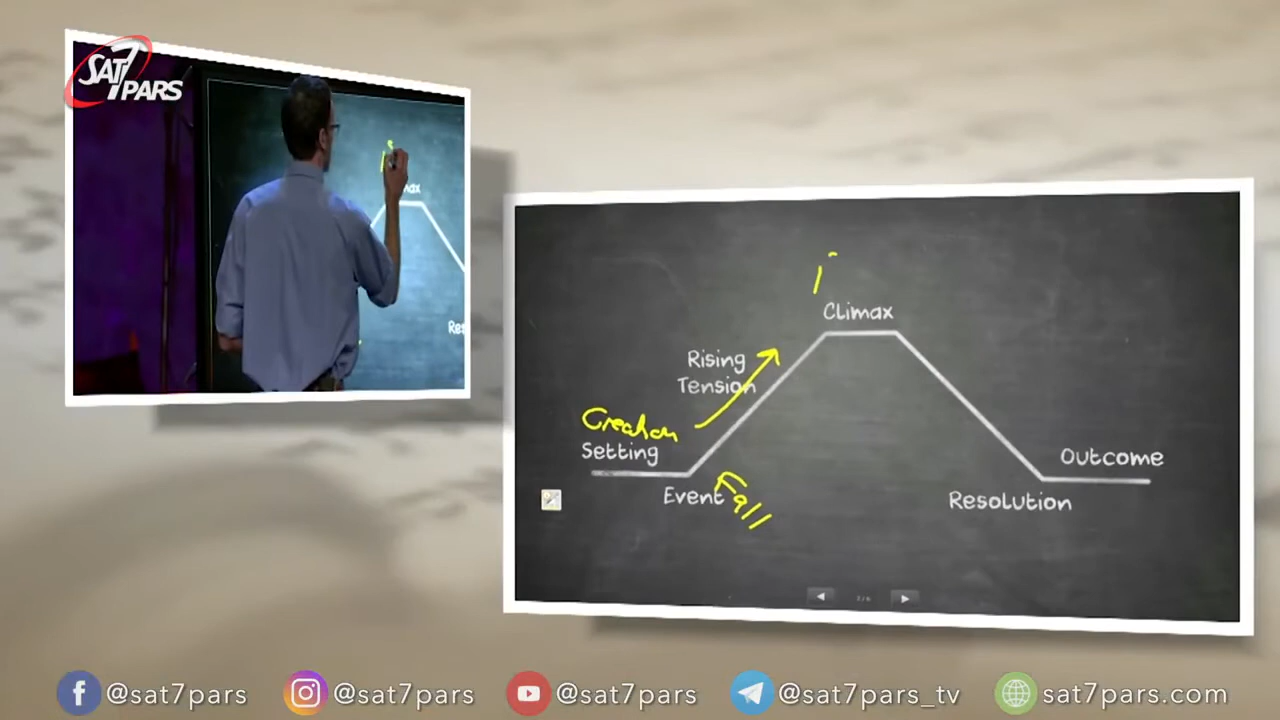 SAT7
PARS
Climax
Rising
Tension
Creation
Setting
Event
Fall
Outcome
Resolution
@sat7pars
@sat7pars
@sat7pars
@sat7pars_tv
sat7pars.com